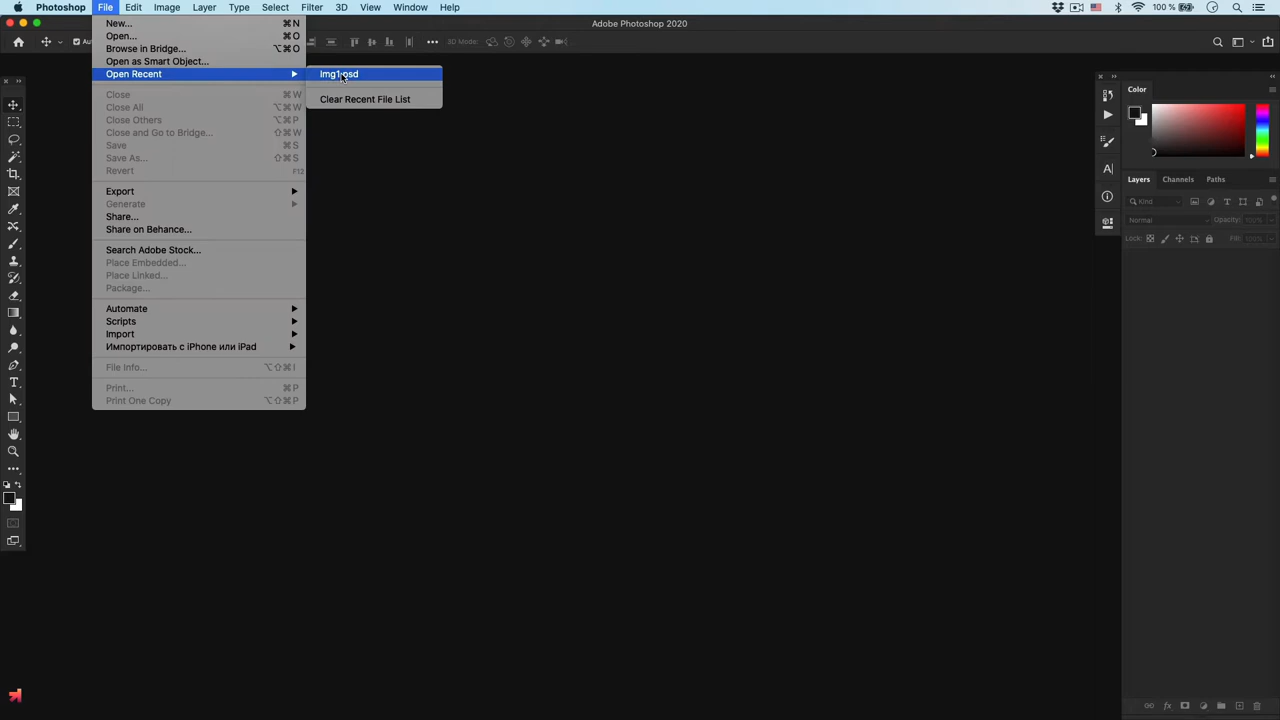 Photoshop File Edit Image Layer Type Select Filter 3D View Window Help 100 %
Adobe Photoshop 2020
3D Mode:
New... ⌘N
Open... ⌘O
Browse in Bridge... ⌥⌘O
Open as Smart Object...
Open Recent
Img1.psd
Clear Recent File List
Close ⌘W
Close All ⌥⌘W
Close Others ⌥⌘P
Close and Go to Bridge... ⇧⌘W
Save ⌘S
Save As... ⇧⌘S
Revert F12
Export
Generate
Share...
Share on Behance...
Search Adobe Stock...
Place Embedded...
Place Linked...
Package...
Automate
Scripts
Import
Импортировать с iPhone или iPad
File Info... ⌥⇧⌘I
Print... ⌘P
Print One Copy ⌥⇧⌘P
Color
Layers Channels Paths
Kind
Normal Opacity: 100%
Lock: Fill: 100%